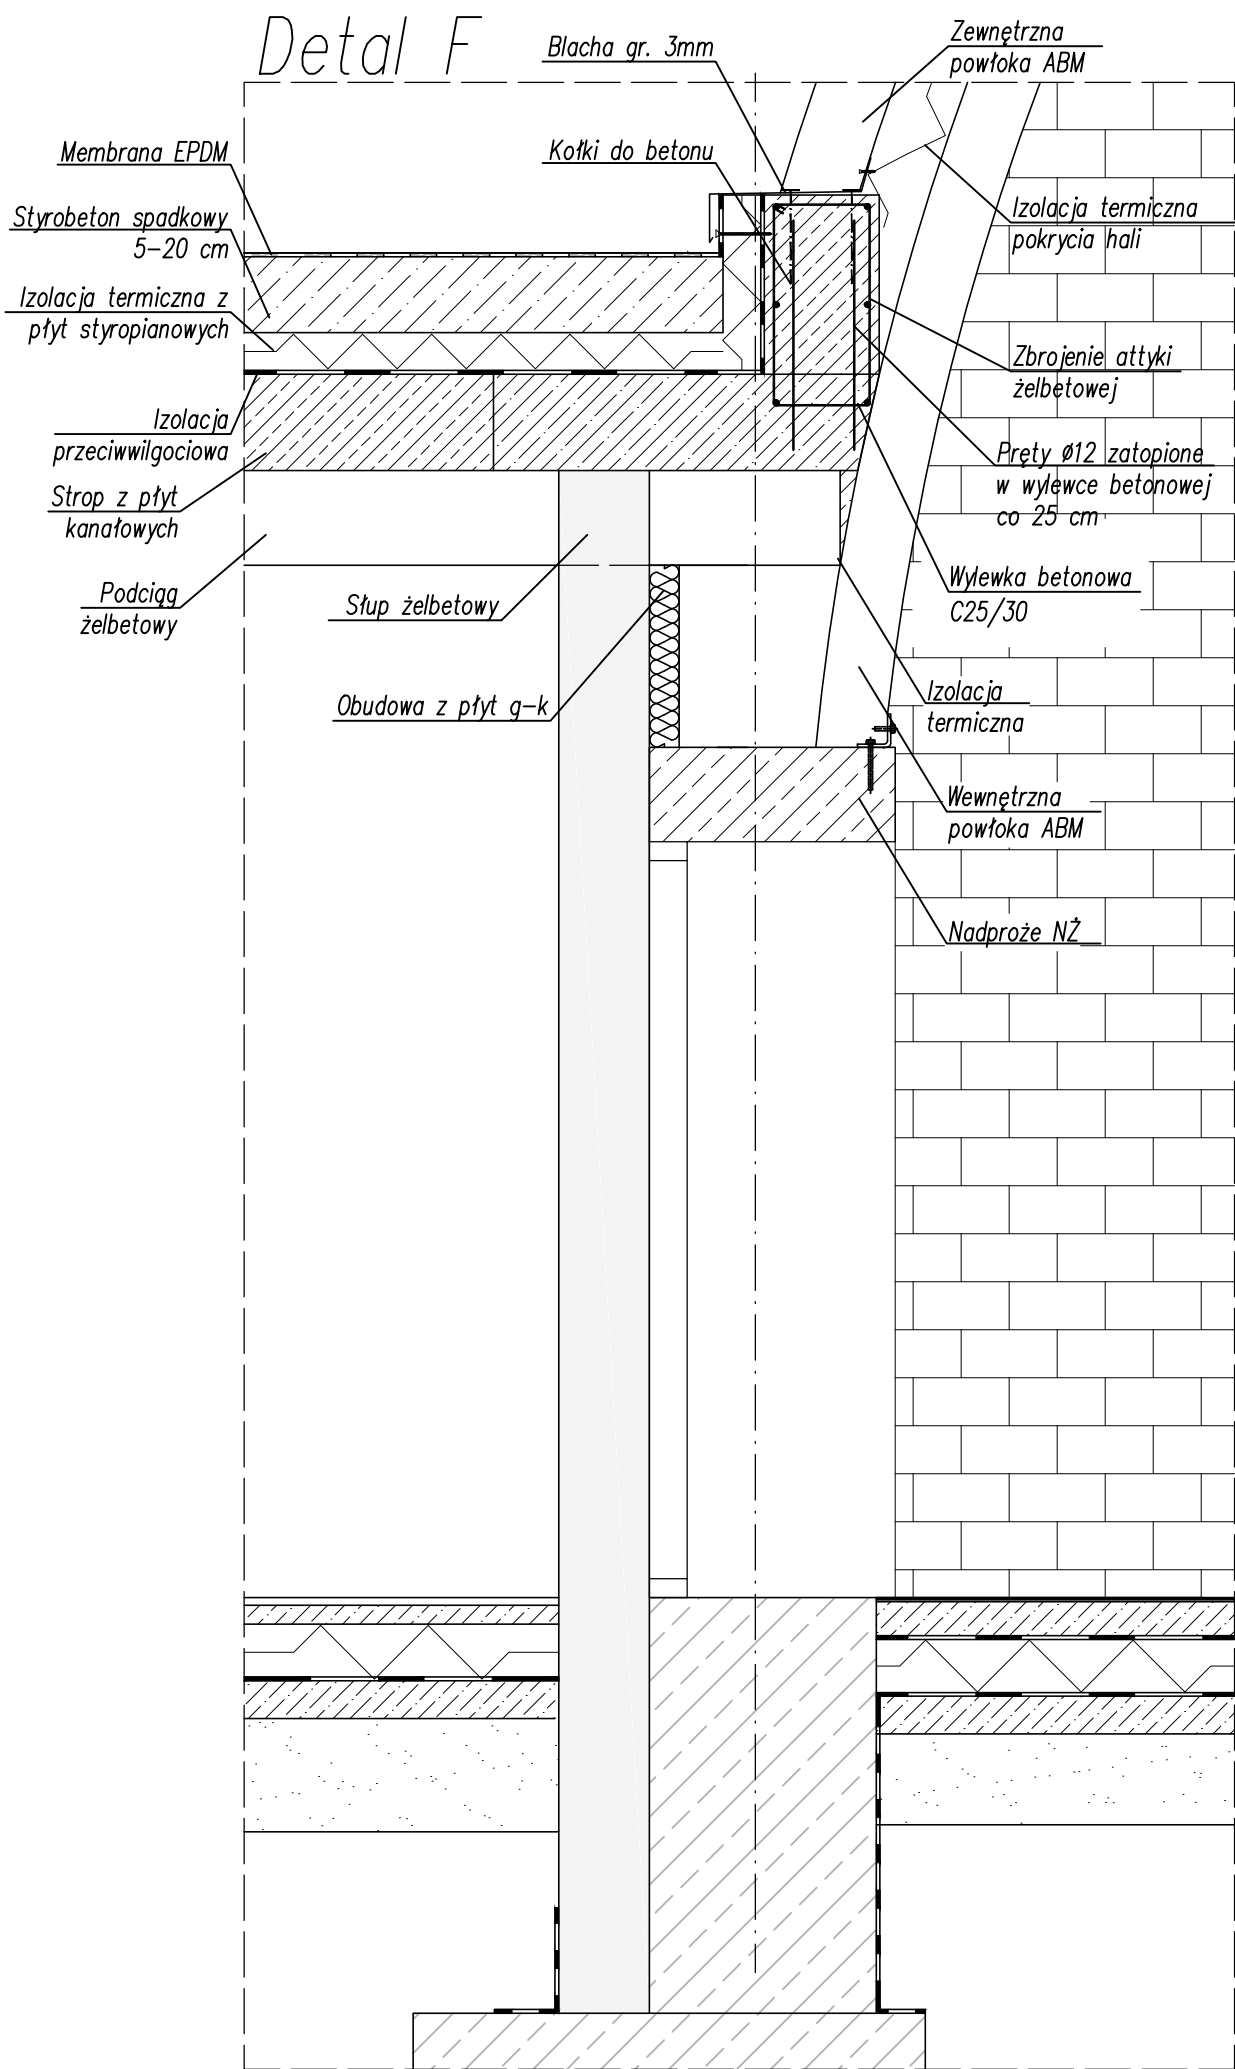 Detal F
Blacha gr. 3mm
Zewnętrzna
powłoka ABM
Membrana EPDM
Kołki do betonu
Styrobeton spadkowy
5-20 cm
Izolacja termiczna
pokrycia hali
Izolacja termiczna z
płyt styropianowych
Zbrojenie attyki
żelbetowej
Izolacja
przeciwwilgociowa
Pręty ø12 zatopione
w wylewce betonowej
co 25 cm
Strop z płyt
kanałowych
Podciąg
żelbetowy
Słup żelbetowy
Wylewka betonowa
C25/30
Obudowa z płyt g-k
Izolacja
termiczna
Wewnętrzna
powłoka ABM
Nadproże NŻ